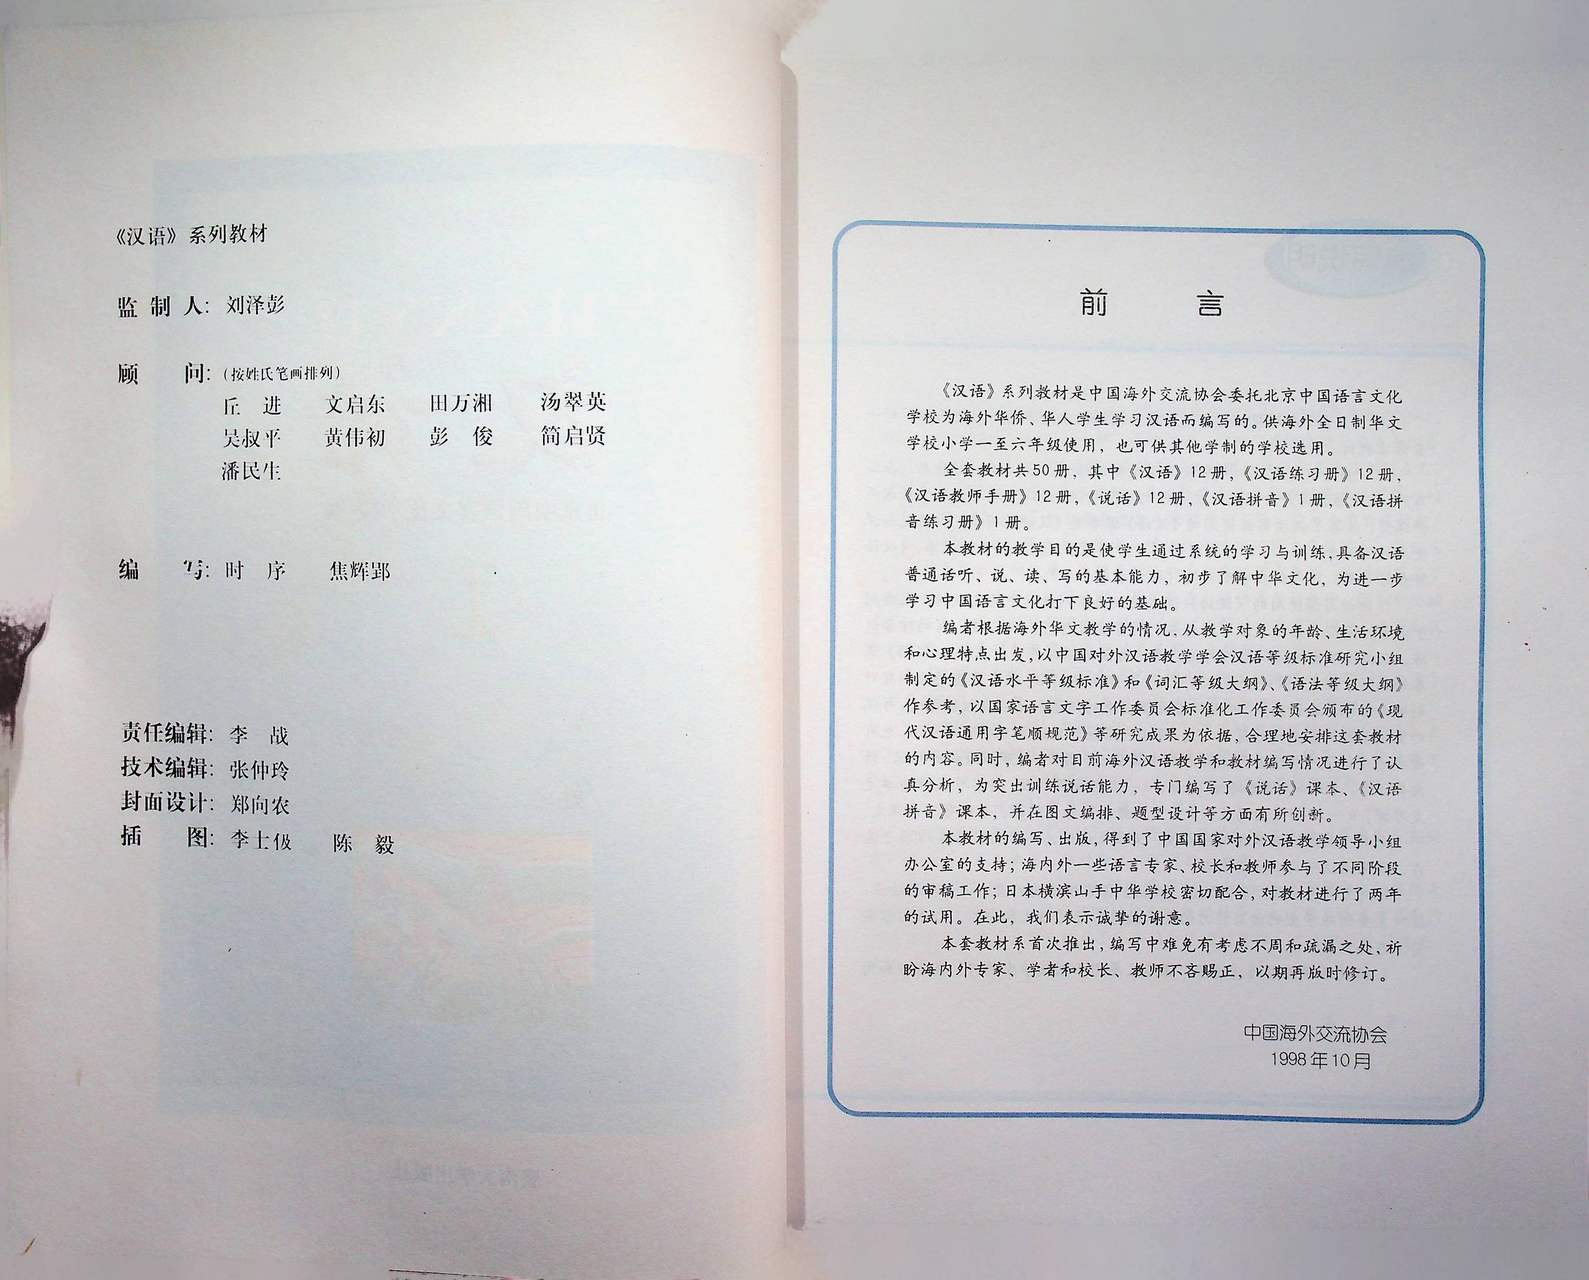 《汉语》系列教材
监制人: 刘泽彭
顾 问: (按姓氏笔画排列)
丘 进 文启东 田万湘 汤翠英
吴叔平 黄伟初 彭 俊 简启贤
潘民生
编 写: 时 序 焦辉郢
责任编辑: 李 战
技术编辑: 张仲玲
封面设计: 郑向农
插 图: 李士伋 陈 毅
前 言
《汉语》系列教材是中国海外交流协会委托北京中国语言文化
学校为海外华侨、华人学生学习汉语而编写的。供海外全日制华文
学校小学一至六年级使用，也可供其他学制的学校选用。
全套教材共50册，其中《汉语》12册，《汉语练习册》12册，
《汉语教师手册》12册，《说话》12册，《汉语拼音》1册，《汉语拼
音练习册》1册。
本教材的教学目的是使学生通过系统的学习与训练，具备汉语
普通话听、说、读、写的基本能力，初步了解中华文化，为进一步
学习中国语言文化打下良好的基础。
编者根据海外华文教学的情况，从教学对象的年龄、生活环境
和心理特点出发，以中国对外汉语教学学会汉语等级标准研究小组
制定的《汉语水平等级标准》和《词汇等级大纲》、《语法等级大纲》
作参考，以国家语言文字工作委员会标准化工作委员会颁布的《现
代汉语通用字笔顺规范》等研究成果为依据，合理地安排这套教材
的内容。同时，编者对目前海外汉语教学和教材编写情况进行了认
真分析，为突出训练说话能力，专门编写了《说话》课本、《汉语
拼音》课本，并在图文编排、题型设计等方面有所创新。
本教材的编写、出版，得到了中国国家对外汉语教学领导小组
办公室的支持；海内外一些语言专家、校长和教师参与了不同阶段
的审稿工作；日本横滨山手中华学校密切配合，对教材进行了两年
的试用。在此，我们表示诚挚的谢意。
本套教材系首次推出，编写中难免有考虑不周和疏漏之处，祈
盼海内外专家、学者和校长、教师不吝赐正，以期再版时修订。
中国海外交流协会
1998年10月